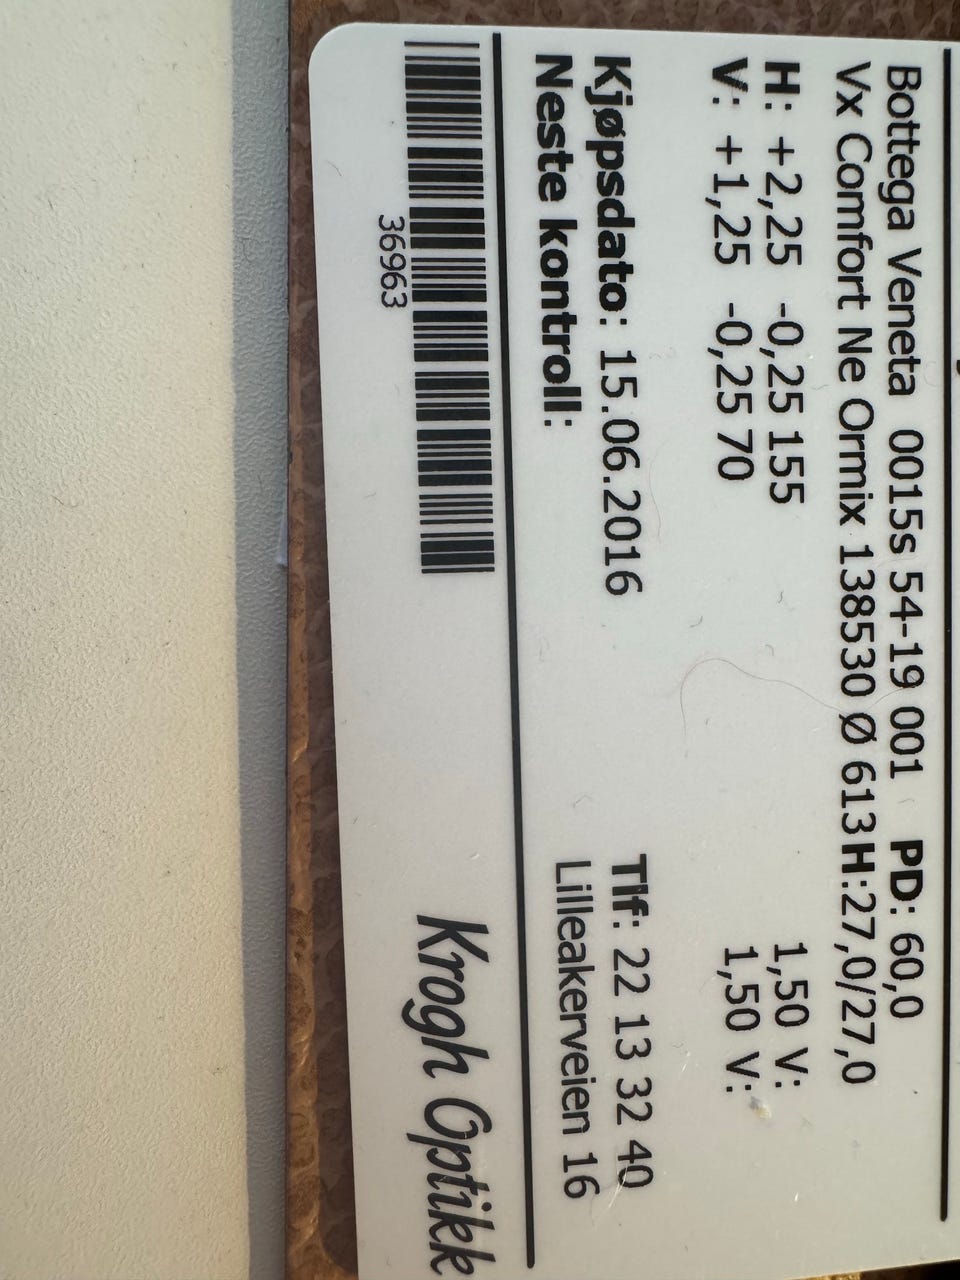 Bottega Veneta 0015s 54-19 001 PD: 60,0
Vx Comfort Ne Ormix 138530 Ø 613 H:27,0/27,0
H: +2,25 -0,25 155 1,50 V:
V: +1,25 -0,25 70 1,50 V:
Kjøpsdato: 15.06.2016 Tlf: 22 13 32 40
Neste kontroll: Lilleakerveien 16
36963
Krogh Optikk